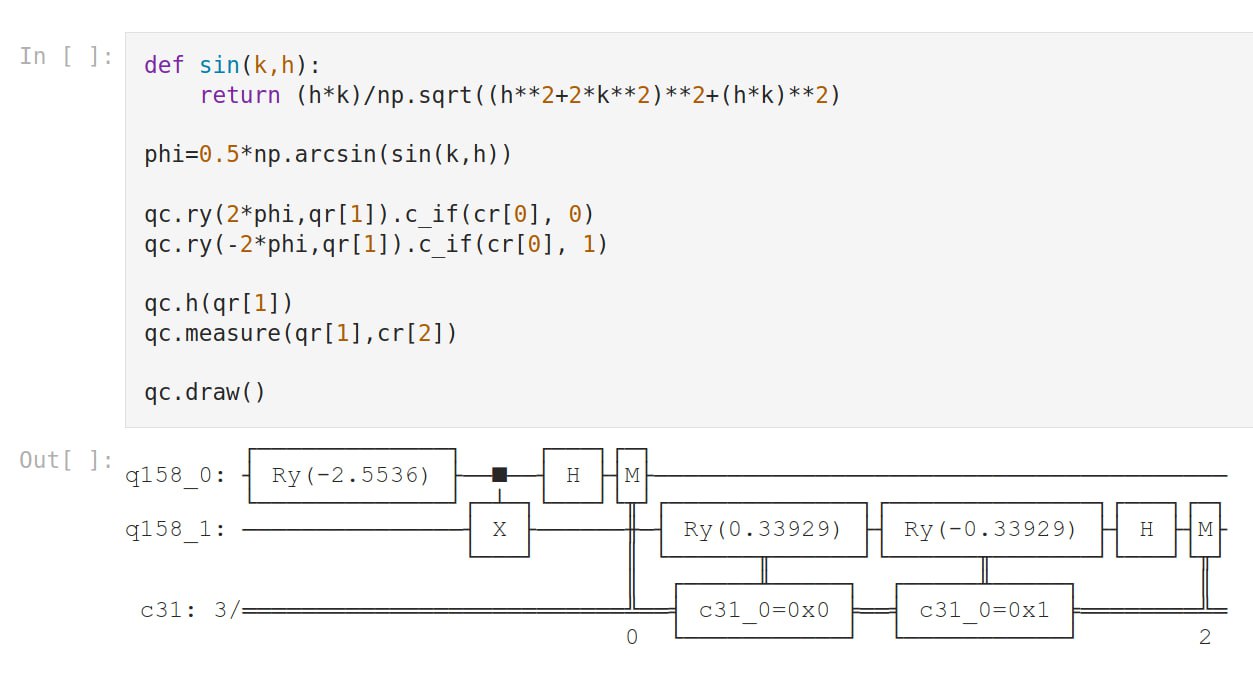 In [ ]:
def sin(k,h):
    return (h*k)/np.sqrt((h**2+2*k**2)**2+(h*k)**2)
phi=0.5*np.arcsin(sin(k,h))
qc.ry(2*phi,qr[1]).c_if(cr[0], 0)
qc.ry(-2*phi,qr[1]).c_if(cr[0], 1)
qc.h(qr[1])
qc.measure(qr[1],cr[2])
qc.draw()
Out[ ]:
q158_0: Ry(-2.5536) H M
q158_1: X Ry(0.33929) Ry(-0.33929) H M
c31: 3/ c31_0=0x0 c31_0=0x1
0 2